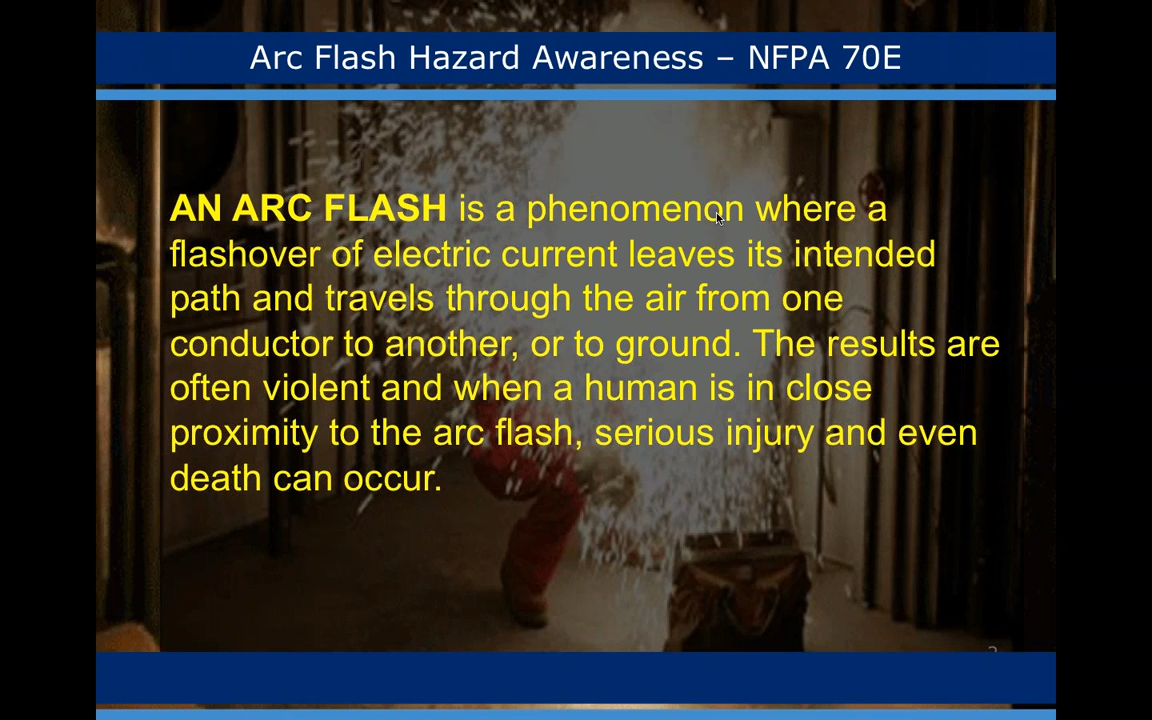 Arc Flash Hazard Awareness – NFPA 70E
AN ARC FLASH is a phenomenon where a
flashover of electric current leaves its intended
path and travels through the air from one
conductor to another, or to ground. The results are
often violent and when a human is in close
proximity to the arc flash, serious injury and even
death can occur.